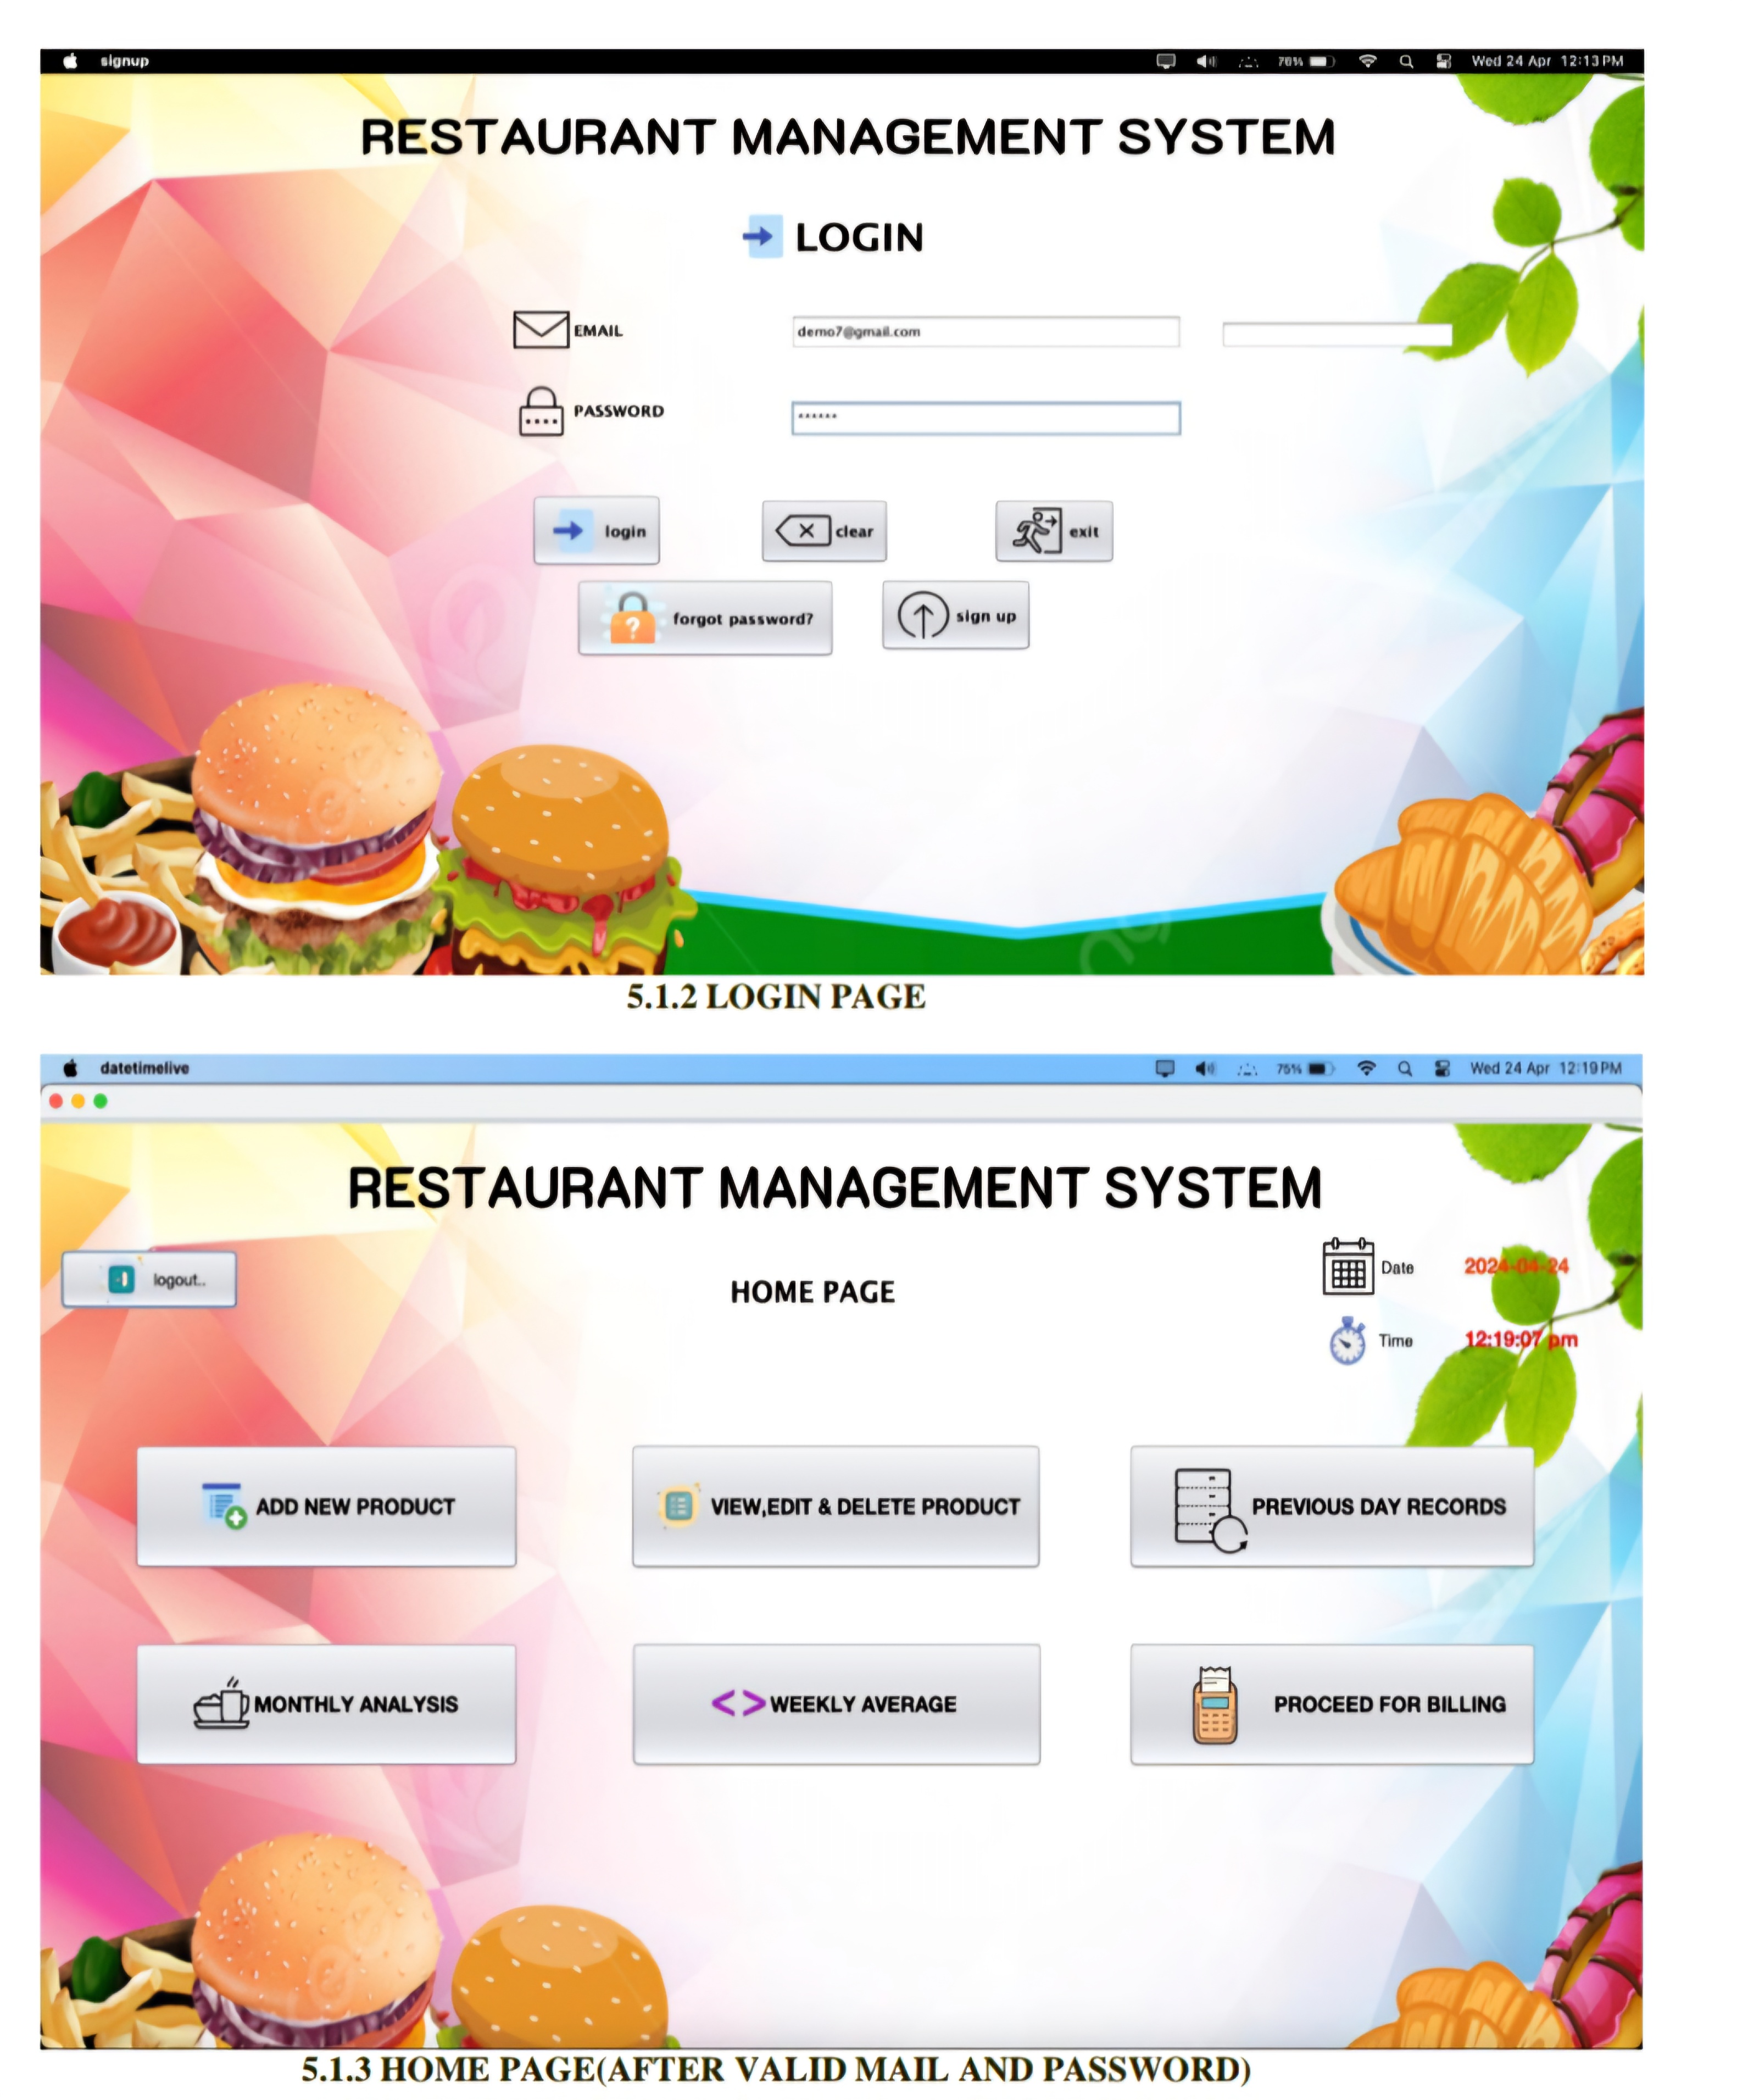 signup 76% Wed 24 Apr 12:13 PM
RESTAURANT MANAGEMENT SYSTEM
LOGIN
EMAIL demo7@gmail.com
PASSWORD ******
login clear exit
forgot password? sign up
5.1.2 LOGIN PAGE
datetimelive 75% Wed 24 Apr 12:19 PM
RESTAURANT MANAGEMENT SYSTEM
logout..
HOME PAGE
Date 2024-04-24
Time 12:19:07 pm
ADD NEW PRODUCT VIEW,EDIT & DELETE PRODUCT PREVIOUS DAY RECORDS
MONTHLY ANALYSIS <> WEEKLY AVERAGE PROCEED FOR BILLING
5.1.3 HOME PAGE(AFTER VALID MAIL AND PASSWORD)